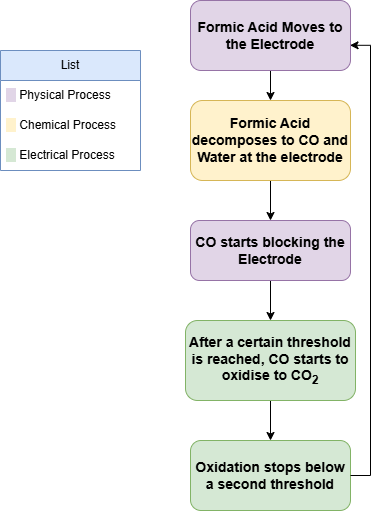 List
Physical Process
Chemical Process
Electrical Process
Formic Acid Moves to
the Electrode
Formic Acid
decomposes to CO and
Water at the electrode
CO starts blocking the
Electrode
After a certain threshold
is reached, CO starts to
oxidise to CO₂
Oxidation stops below
a second threshold